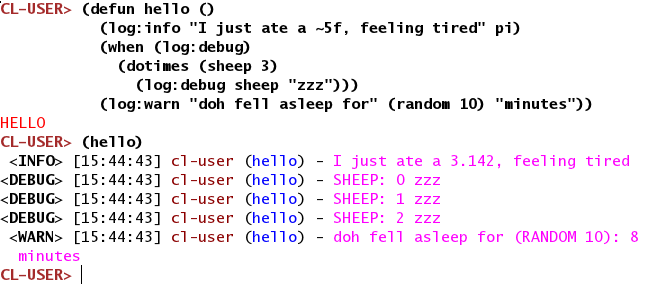 CL-USER> (defun hello ()
           (log:info "I just ate a ~5f, feeling tired" pi)
           (when (log:debug)
             (dotimes (sheep 3)
               (log:debug sheep "zzz")))
           (log:warn "doh fell asleep for" (random 10) "minutes"))
HELLO
CL-USER> (hello)
 <INFO> [15:44:43] cl-user (hello) - I just ate a 3.142, feeling tired
<DEBUG> [15:44:43] cl-user (hello) - SHEEP: 0 zzz
<DEBUG> [15:44:43] cl-user (hello) - SHEEP: 1 zzz
<DEBUG> [15:44:43] cl-user (hello) - SHEEP: 2 zzz
 <WARN> [15:44:43] cl-user (hello) - doh fell asleep for (RANDOM 10): 8
  minutes
CL-USER>